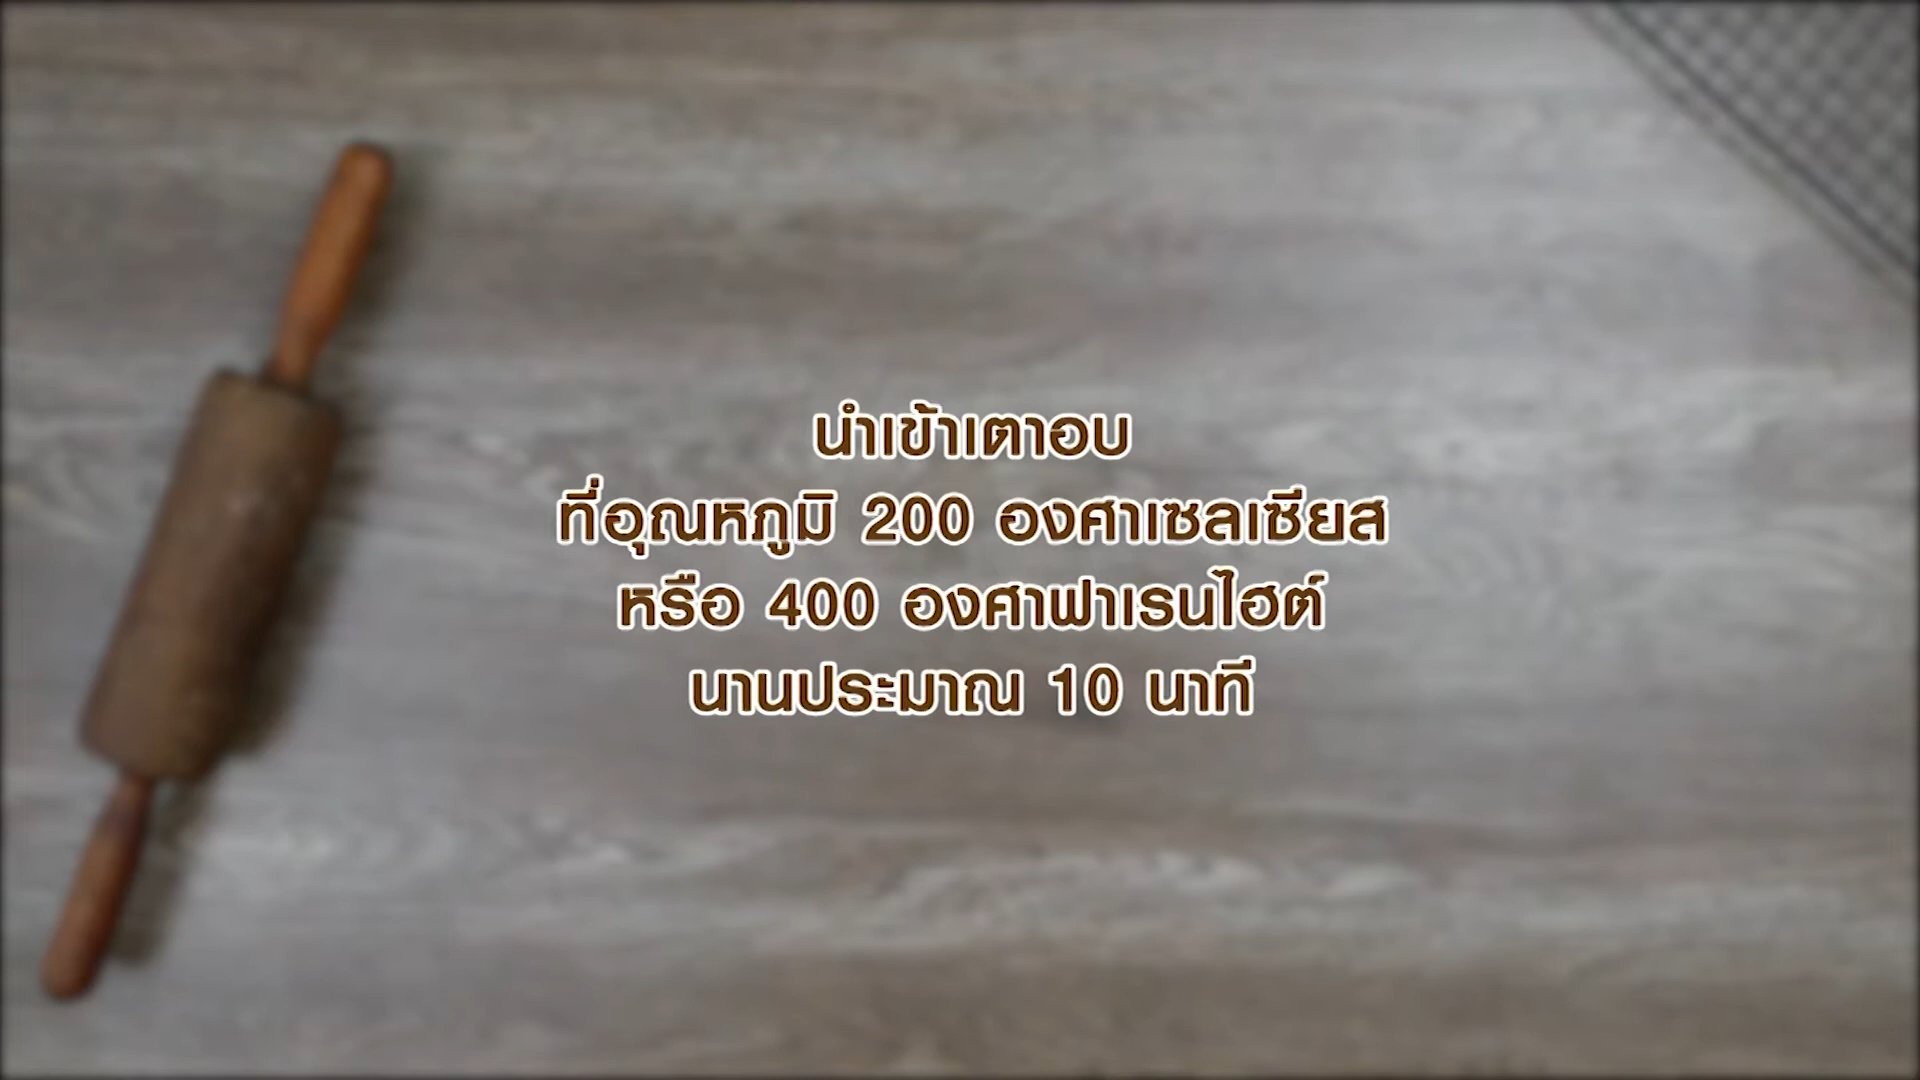 นำเข้าเตาอบ
ที่อุณหภูมิ 200 องศาเซลเซียส
หรือ 400 องศาฟาเรนไฮต์
นานประมาณ 10 นาที